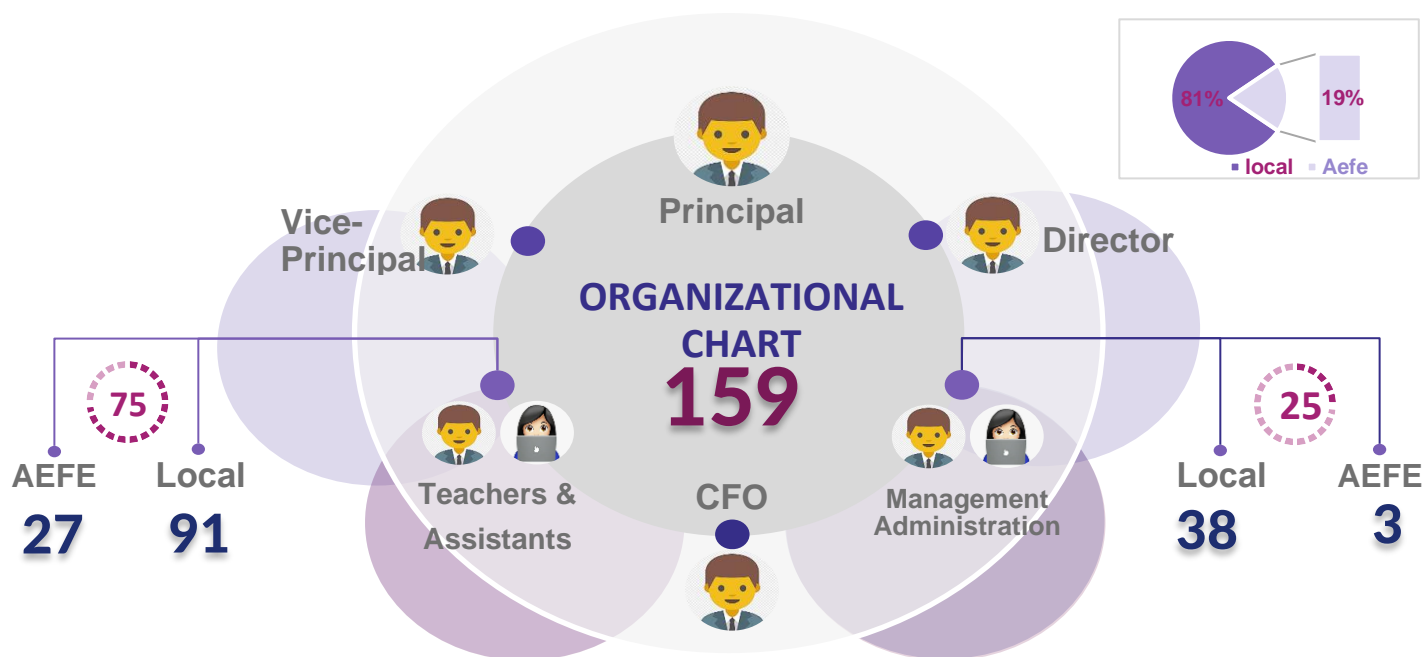 81%
19%
local
Aefe
Principal
Vice-
Principal
Director
ORGANIZATIONAL
CHART
159
75
25
AEFE
Local
27
91
Teachers &
Assistants
CFO
Management
Administration
Local
AEFE
38
3